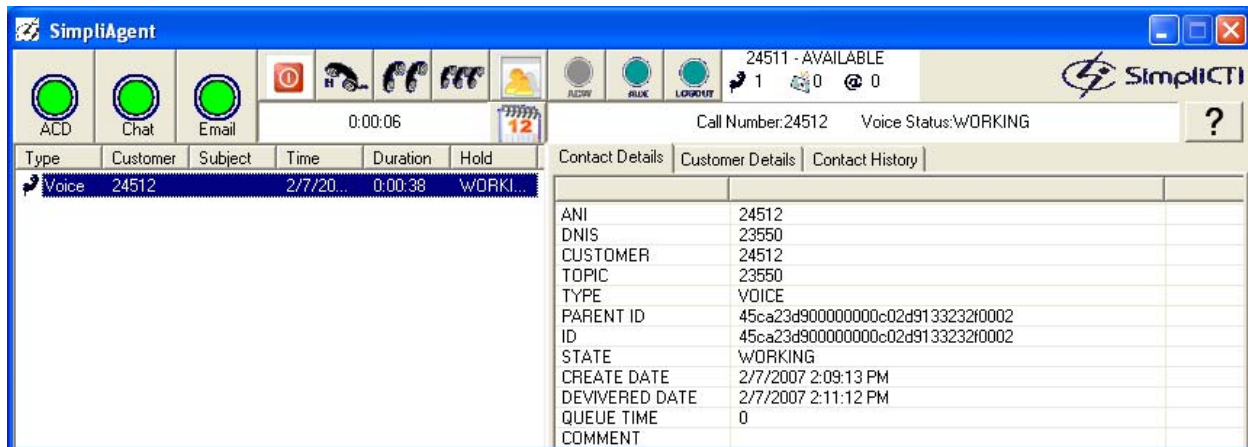 SimpliAgent
24511 - AVAILABLE
1 0 @ 0
ACW AUX LOGOUT
SimpliCTI
ACD Chat Email
H
0:00:06
12
Call Number:24512 Voice Status:WORKING
?
Type Customer Subject Time Duration Hold
Voice 24512 2/7/20... 0:00:38 WORKI...
Contact Details Customer Details Contact History
ANI 24512
DNIS 23550
CUSTOMER 24512
TOPIC 23550
TYPE VOICE
PARENT ID 45ca23d900000000c02d9133232f0002
ID 45ca23d900000000c02d9133232f0002
STATE WORKING
CREATE DATE 2/7/2007 2:09:13 PM
DEVIVERED DATE 2/7/2007 2:11:12 PM
QUEUE TIME 0
COMMENT